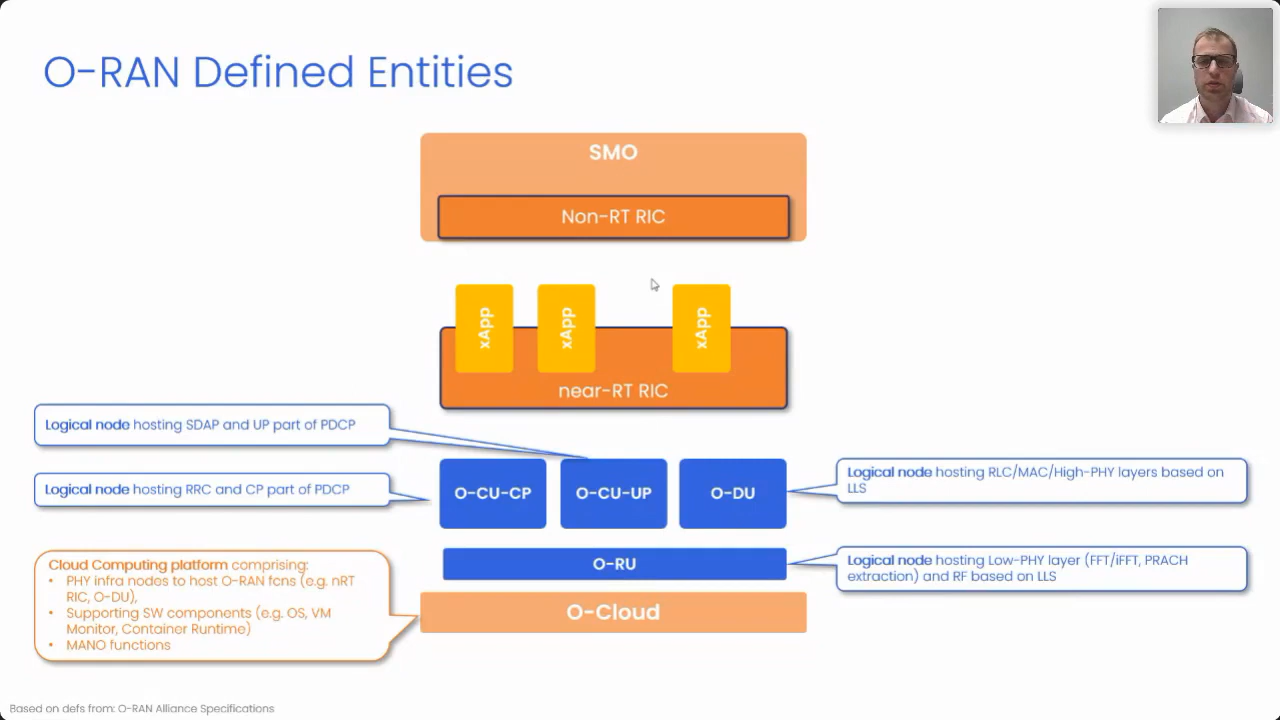 O-RAN Defined Entities
SMO
Non-RT RIC
xApp
xApp
xApp
near-RT RIC
Logical node hosting SDAP and UP part of PDCP
Logical node hosting RRC and CP part of PDCP
O-CU-CP
O-CU-UP
O-DU
Logical node hosting RLC/MAC/High-PHY layers based on
LLS
O-RU
Logical node hosting Low-PHY layer (FFT/iFFT, PRACH
extraction) and RF based on LLS
Cloud Computing platform comprising:
• PHY infra nodes to host O-RAN fcns (e.g. nRT
RIC, O-DU),
• Supporting SW components (e.g. OS, VM
Monitor, Container Runtime)
• MANO functions
O-Cloud
Based on defs from: O-RAN Alliance Specifications